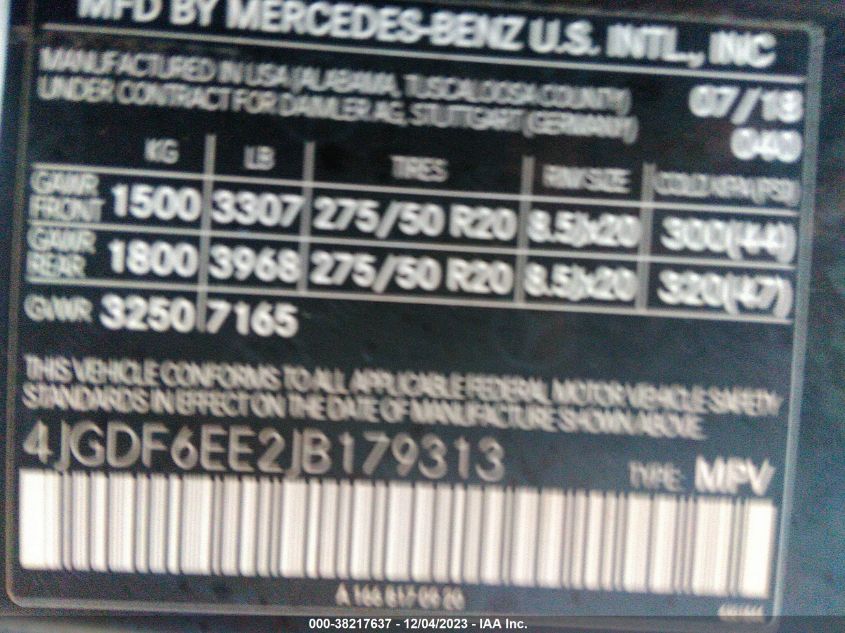 MFD BY MERCEDES-BENZ U.S. INTL., INC
MANUFACTURED IN USA (ALABAMA, TUSCALOOSA COUNTY)
UNDER CONTRACT FOR DAIMLER AG, STUTTGART (GERMANY)
07/18
040
KG LB TIRES RIM/SIZE COLD KPA/(PSI)
GAWR FRONT 1500 3307 275/50 R20 8.5Jx20 300(44)
GAWR REAR 1800 3968 275/50 R20 8.5Jx20 320(47)
GVWR 3250 7165
THIS VEHICLE CONFORMS TO ALL APPLICABLE FEDERAL MOTOR VEHICLE SAFETY
STANDARDS IN EFFECT ON THE DATE OF MANUFACTURE SHOWN ABOVE.
4JGDF6EE2JB179313
TYPE: MPV
A 166 817 09 20
000-38217637 - 12/04/2023 - IAA Inc.